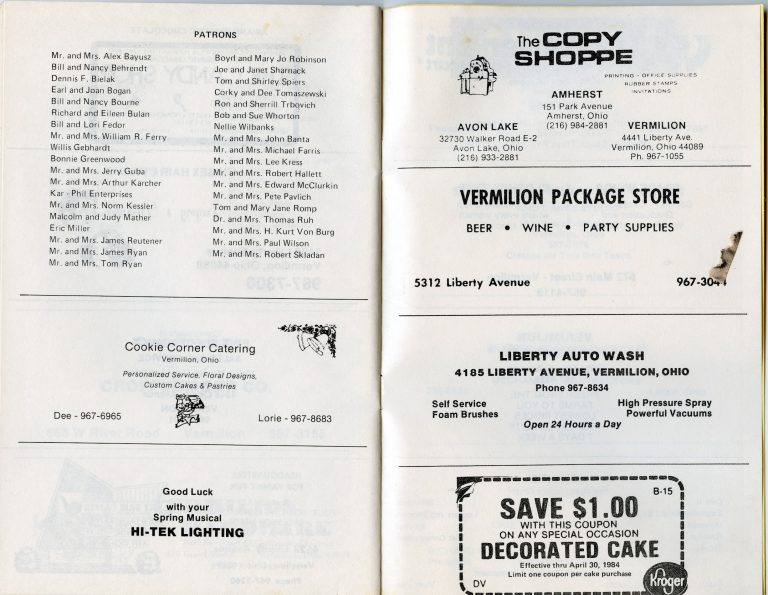 PATRONS
Mr. and Mrs. Alex Bayusz
Bill and Nancy Behrendt
Dennis F. Bielak
Earl and Joan Bogan
Bill and Nancy Bourne
Richard and Eileen Bulan
Bill and Lori Fedor
Mr. and Mrs. William R. Ferry
Willis Gebhardt
Bonnie Greenwood
Mr. and Mrs. Jerry Guba
Mr. and Mrs. Arthur Karcher
Kar-Phil Enterprises
Mr. and Mrs. Norm Kessler
Malcolm and Judy Mather
Eric Miller
Mr. and Mrs. James Reutener
Mr. and Mrs. James Ryan
Mr. and Mrs. Tom Ryan
Boyd and Mary Jo Robinson
Joe and Janet Sharnack
Tom and Shirley Spiers
Corky and Dee Tomaszewski
Ron and Sherrill Trbovich
Bob and Sue Whorton
Nellie Wilbanks
Mr. and Mrs. John Banta
Mr. and Mrs. Michael Farris
Mr. and Mrs. Lee Kress
Mr. and Mrs. Robert Hallett
Mr. and Mrs. Edward McClurkin
Mr. and Mrs. Pete Pavlich
Tom and Mary Jane Romp
Dr. and Mrs. Thomas Ruh
Mr. and Mrs. H. Kurt Von Burg
Mr. and Mrs. Paul Wilson
Mr. and Mrs. Robert Skladan
Cookie Corner Catering
Vermilion, Ohio
Personalized Service. Floral Designs,
Custom Cakes & Pastries
Dee - 967-6965
Lorie - 967-8683
Good Luck
with your
Spring Musical
HI-TEK LIGHTING
The COPY
SHOPPE
PRINTING - OFFICE SUPPLIES
RUBBER STAMPS
INVITATIONS
AMHERST
151 Park Avenue
Amherst, Ohio
(216) 984-2881
AVON LAKE
32730 Walker Road E-2
Avon Lake, Ohio
(216) 933-2881
VERMILION
4441 Liberty Ave.
Vermilion, Ohio 44089
Ph. 967-1055
VERMILION PACKAGE STORE
BEER • WINE • PARTY SUPPLIES
5312 Liberty Avenue
967-304
LIBERTY AUTO WASH
4185 LIBERTY AVENUE, VERMILION, OHIO
Phone 967-8634
Self Service
Foam Brushes
High Pressure Spray
Powerful Vacuums
Open 24 Hours a Day
B-15
SAVE $1.00
WITH THIS COUPON
ON ANY SPECIAL OCCASION
DECORATED CAKE
Effective thru April 30, 1984
Limit one coupon per cake purchase
DV
Kroger